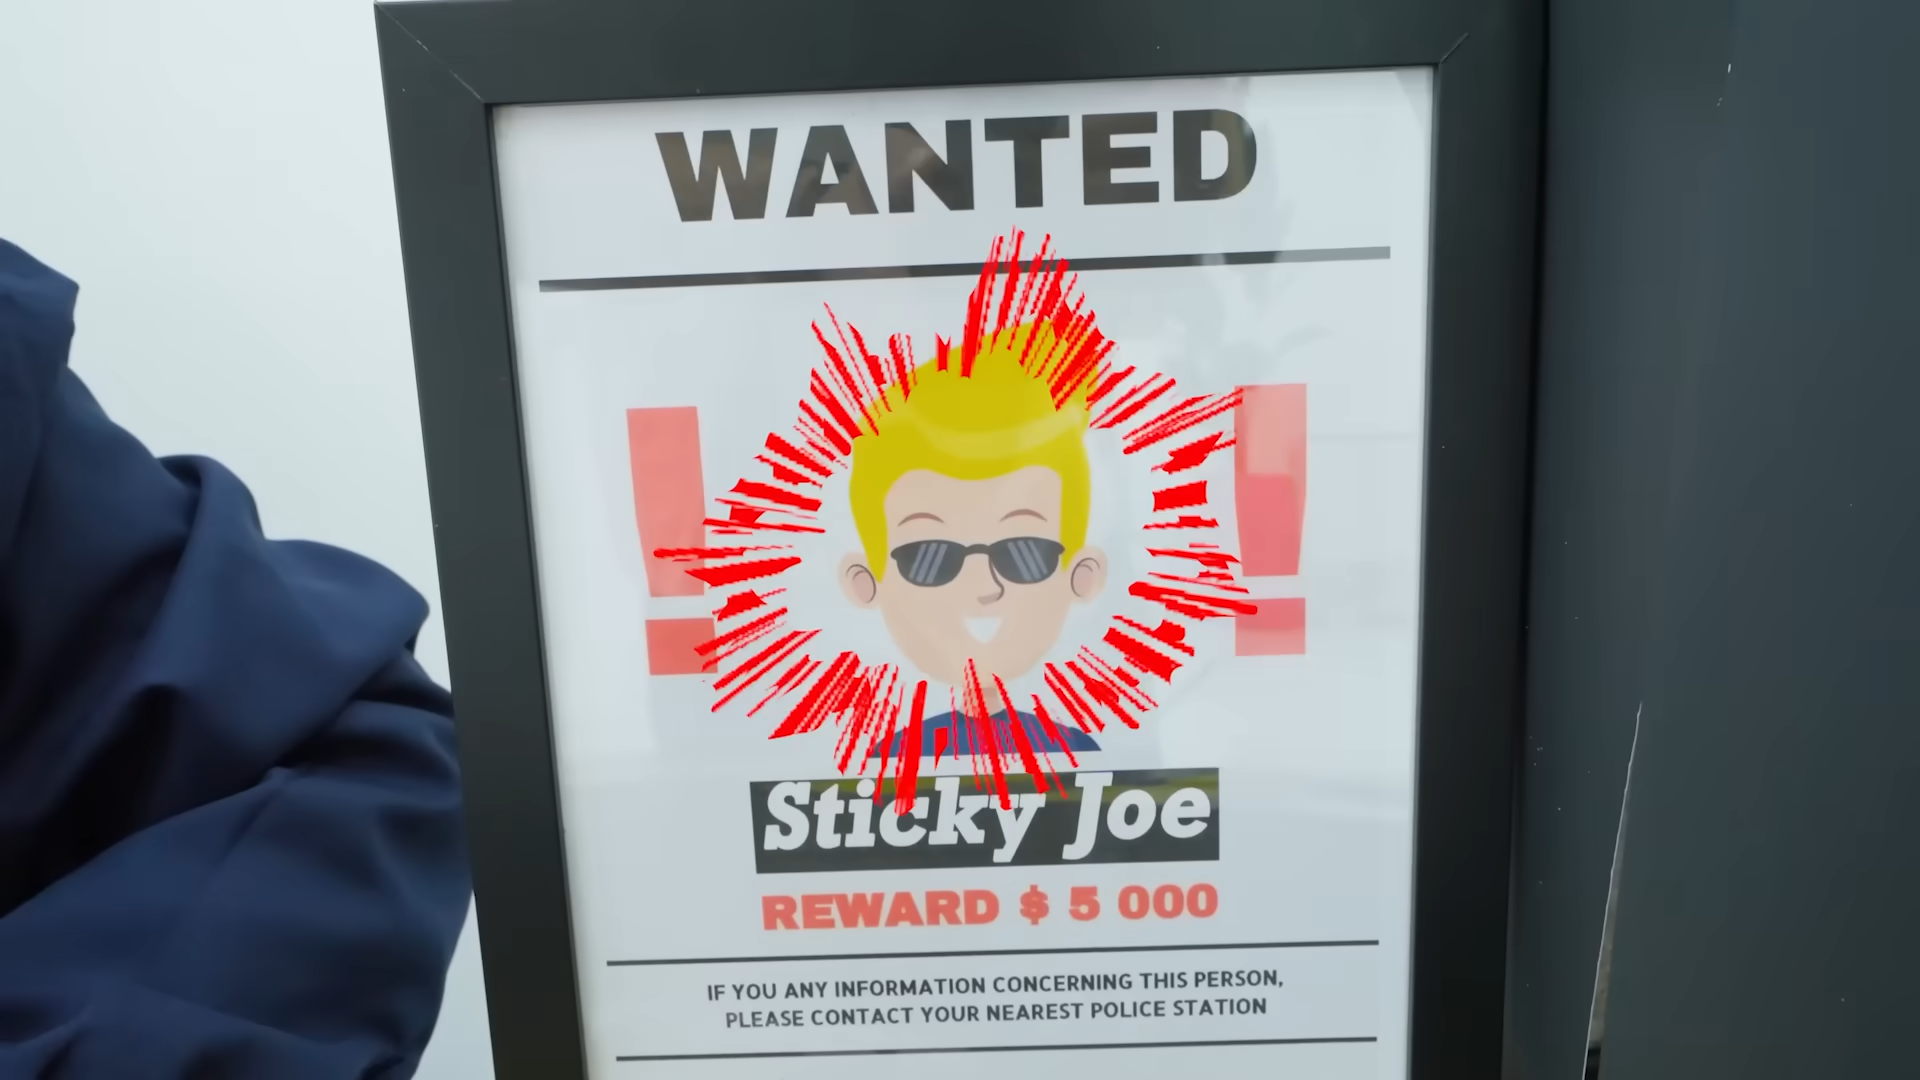 WANTED
! !
Sticky Joe
REWARD $ 5 000
IF YOU ANY INFORMATION CONCERNING THIS PERSON,
PLEASE CONTACT YOUR NEAREST POLICE STATION